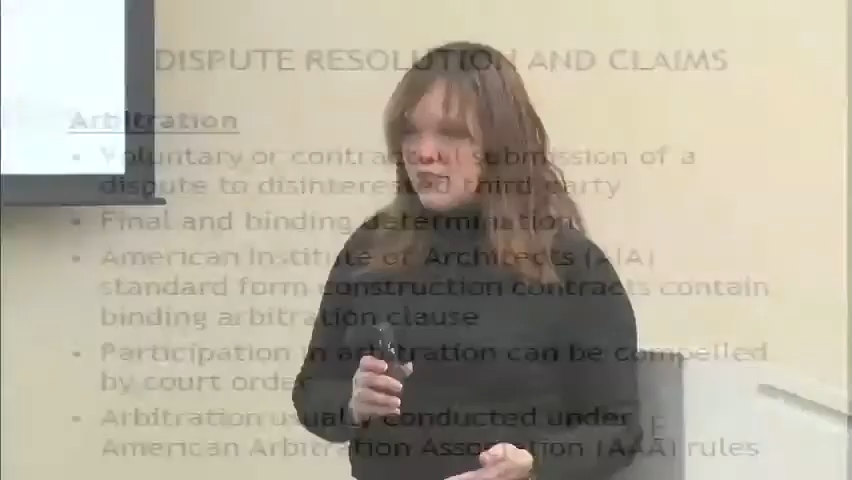 DISPUTE RESOLUTION AND CLAIMS
Arbitration
• Voluntary or contractual submission of a
dispute to disinterested third party
• Final and binding determination
• American Institute of Architects (AIA)
standard form construction contracts contain
binding arbitration clause
• Participation in arbitration can be compelled
by court order
• Arbitration usually conducted under
American Arbitration Association (AAA) rules